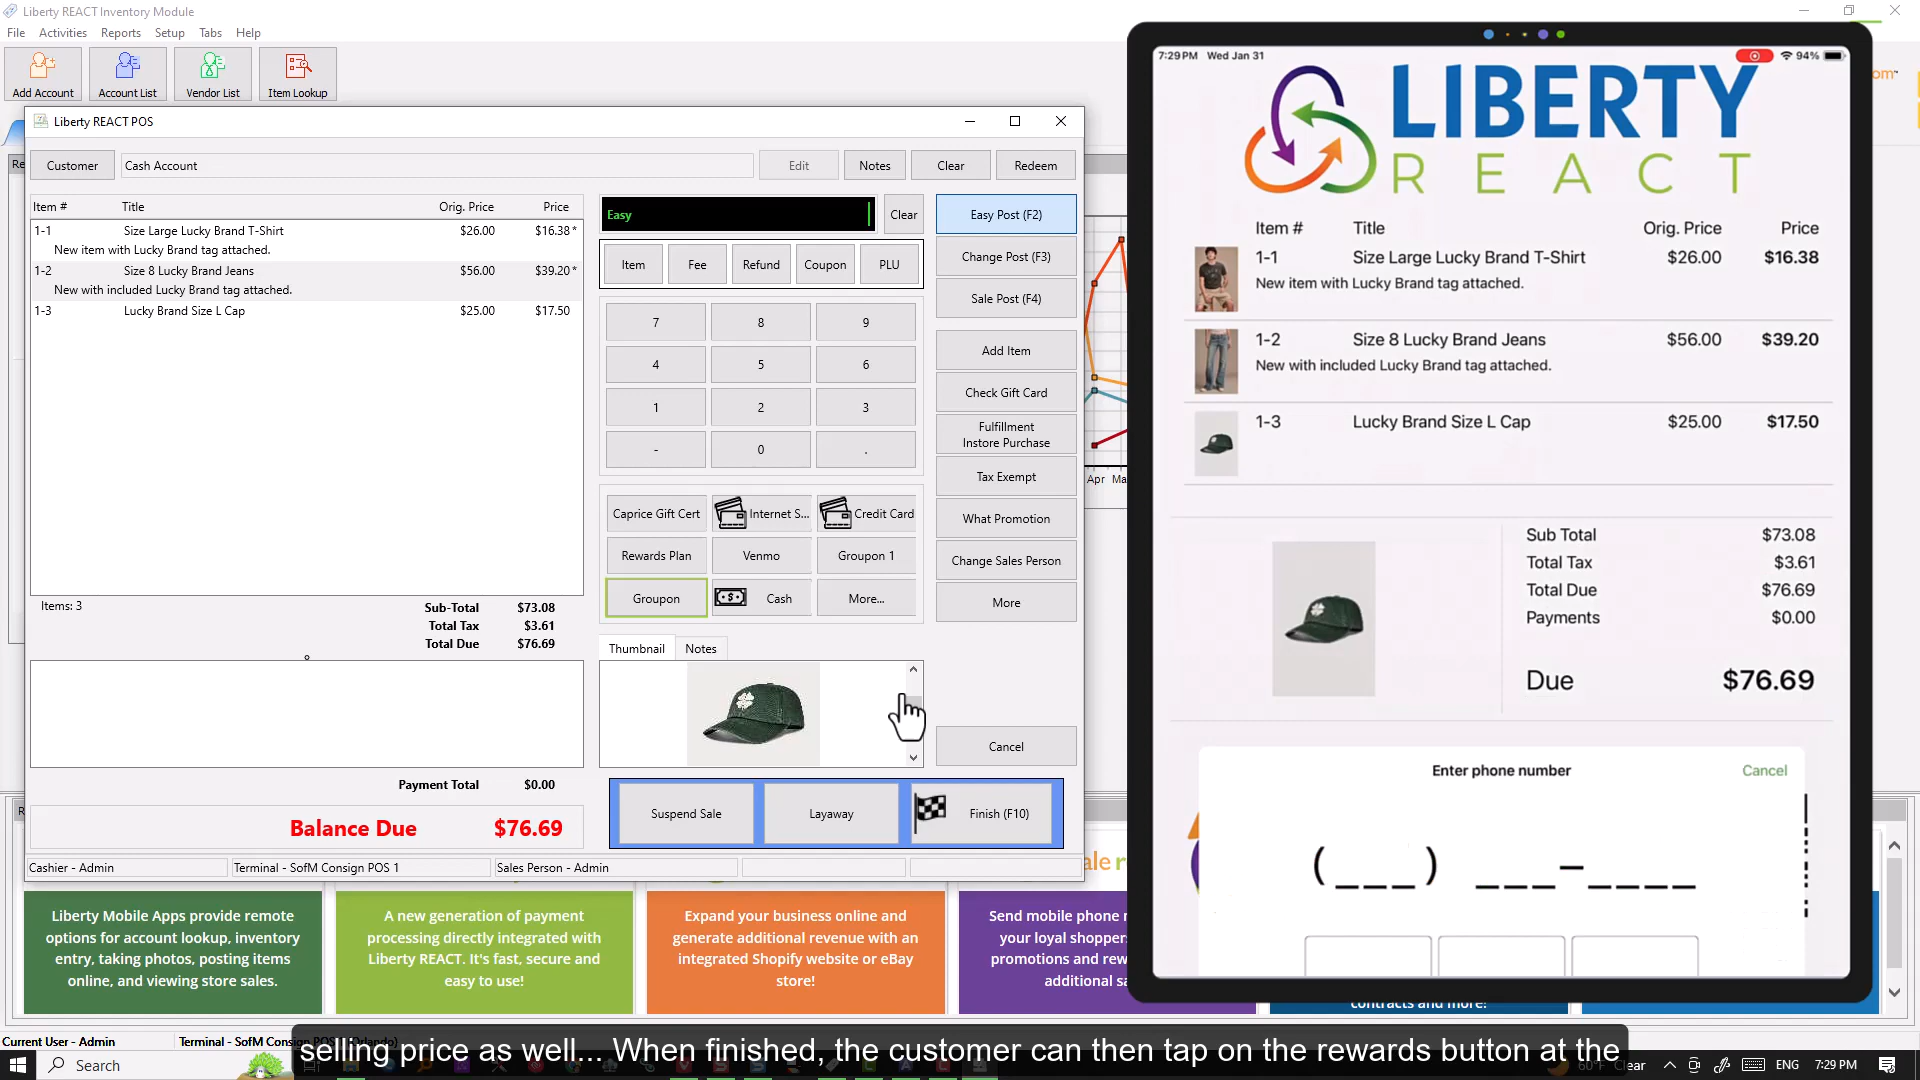 Liberty REACT Inventory Module
File Activities Reports Setup Tabs Help
Add Account Account List Vendor List Item Lookup
Liberty REACT POS
Customer Cash Account Edit Notes Clear Redeem
Item # Title Orig. Price Price
1-1 Size Large Lucky Brand T-Shirt $26.00 $16.38*
New item with Lucky Brand tag attached.
1-2 Size 8 Lucky Brand Jeans $56.00 $39.20*
New with included Lucky Brand tag attached.
1-3 Lucky Brand Size L Cap $25.00 $17.50
Items: 3
Sub-Total $73.08
Total Tax $3.61
Total Due $76.69
Payment Total $0.00
Balance Due $76.69
Easy Clear
Item Fee Refund Coupon PLU
7 8 9
4 5 6
1 2 3
- 0 .
Caprice Gift Cert Internet S... Credit Card
Rewards Plan Venmo Groupon 1
Groupon Cash More...
Thumbnail Notes
Easy Post (F2)
Change Post (F3)
Sale Post (F4)
Add Item
Check Gift Card
Fulfillment
Instore Purchase
Tax Exempt
What Promotion
Change Sales Person
More
Cancel
Suspend Sale Layaway Finish (F10)
Cashier - Admin Terminal - SofM Consign POS 1 Sales Person - Admin
Re
Apr Ma
om
R
ale r
7:29 PM Wed Jan 31 94%
LIBERTY
REACT
Item # Title Orig. Price Price
1-1 Size Large Lucky Brand T-Shirt $26.00 $16.38
New item with Lucky Brand tag attached.
1-2 Size 8 Lucky Brand Jeans $56.00 $39.20
New with included Lucky Brand tag attached.
1-3 Lucky Brand Size L Cap $25.00 $17.50
Sub Total $73.08
Total Tax $3.61
Total Due $76.69
Payments $0.00
Due $76.69
Enter phone number Cancel
(___) ___-____
Liberty Mobile Apps provide remote
options for account lookup, inventory
entry, taking photos, posting items
online, and viewing store sales.
A new generation of payment
processing directly integrated with
Liberty REACT. It's fast, secure and
easy to use!
Expand your business online and
generate additional revenue with an
integrated Shopify website or eBay
store!
Send mobile phone
your loyal shoppers
promotions and rew
additional sa
contracts and more!
Current User - Admin Terminal - SofM Consign
selling price as well... When finished, the customer can then tap on the rewards button at the
Search Clear ENG 7:29 PM